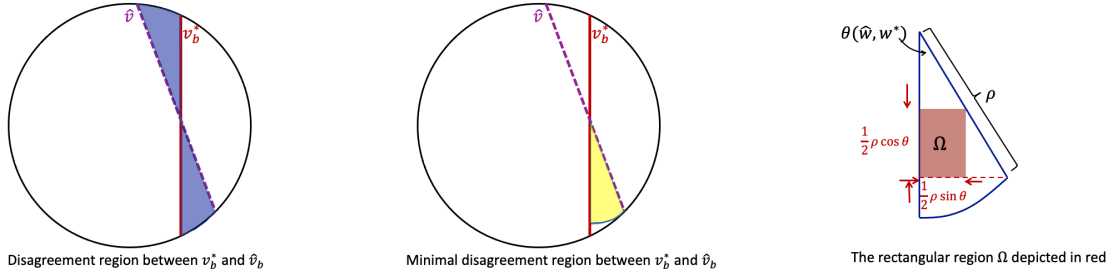 v̂
v*_b
Disagreement region between v*_b and v̂_b
v̂
v*_b
Minimal disagreement region between v*_b and v̂_b
θ(ŵ, w*)
ρ
1/2 ρ cos θ
Ω
1/2 ρ sin θ
The rectangular region Ω depicted in red